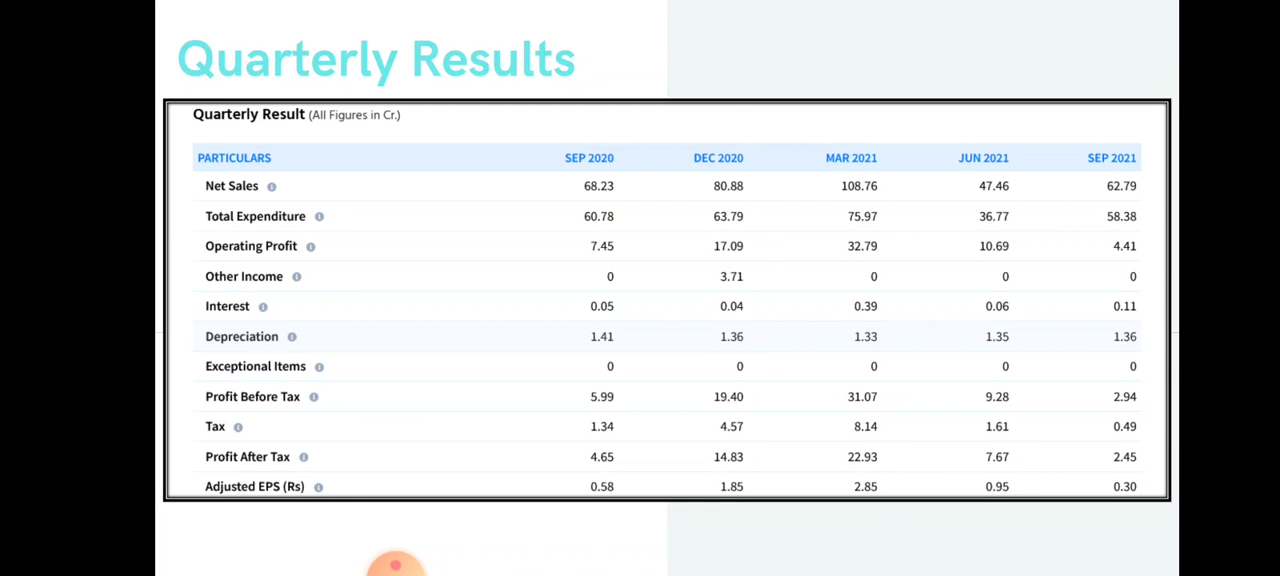 Quarterly Results
Quarterly Result (All Figures in Cr.)
PARTICULARS SEP 2020 DEC 2020 MAR 2021 JUN 2021 SEP 2021
Net Sales 68.23 80.88 108.76 47.46 62.79
Total Expenditure 60.78 63.79 75.97 36.77 58.38
Operating Profit 7.45 17.09 32.79 10.69 4.41
Other Income 0 3.71 0 0 0
Interest 0.05 0.04 0.39 0.06 0.11
Depreciation 1.41 1.36 1.33 1.35 1.36
Exceptional Items 0 0 0 0 0
Profit Before Tax 5.99 19.40 31.07 9.28 2.94
Tax 1.34 4.57 8.14 1.61 0.49
Profit After Tax 4.65 14.83 22.93 7.67 2.45
Adjusted EPS (Rs) 0.58 1.85 2.85 0.95 0.30